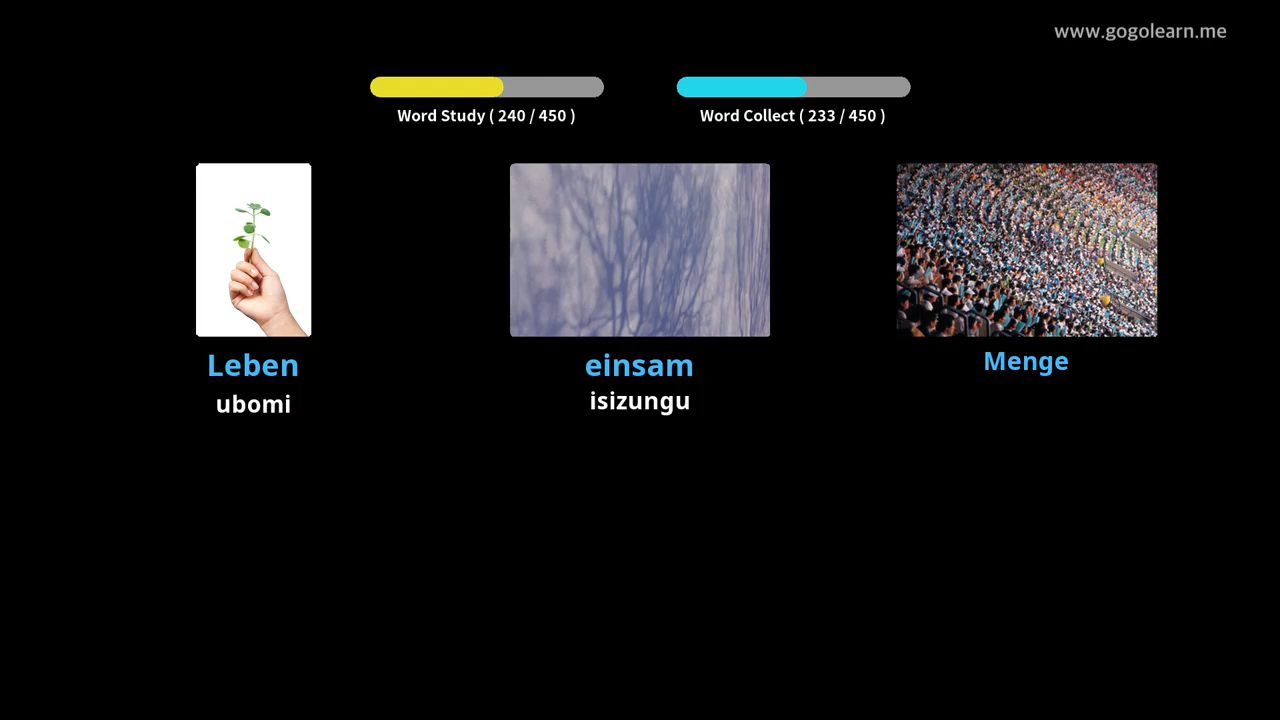 www.gogolearn.me
Word Study ( 240 / 450 )
Word Collect ( 233 / 450 )
Leben
ubomi
einsam
isizungu
Menge